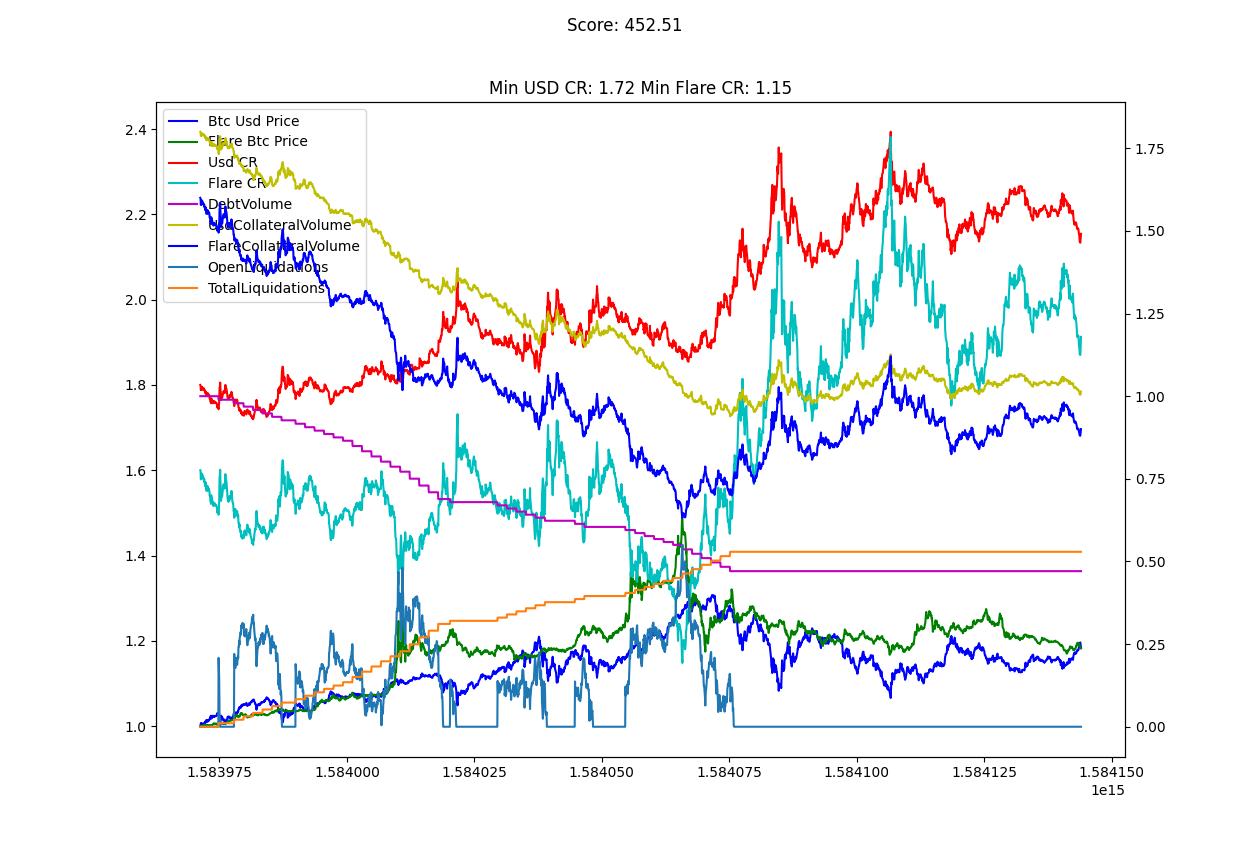 Score: 452.51
Min USD CR: 1.72 Min Flare CR: 1.15
Btc Usd Price
Flare Btc Price
Usd CR
Flare CR
DebtVolume
UsdCollateralVolume
FlareCollateralVolume
OpenLiquidations
TotalLiquidations
2.4
2.2
2.0
1.8
1.6
1.4
1.2
1.0
1.75
1.50
1.25
1.00
0.75
0.50
0.25
0.00
1.583975 1.584000 1.584025 1.584050 1.584075 1.584100 1.584125 1.584150
1e15